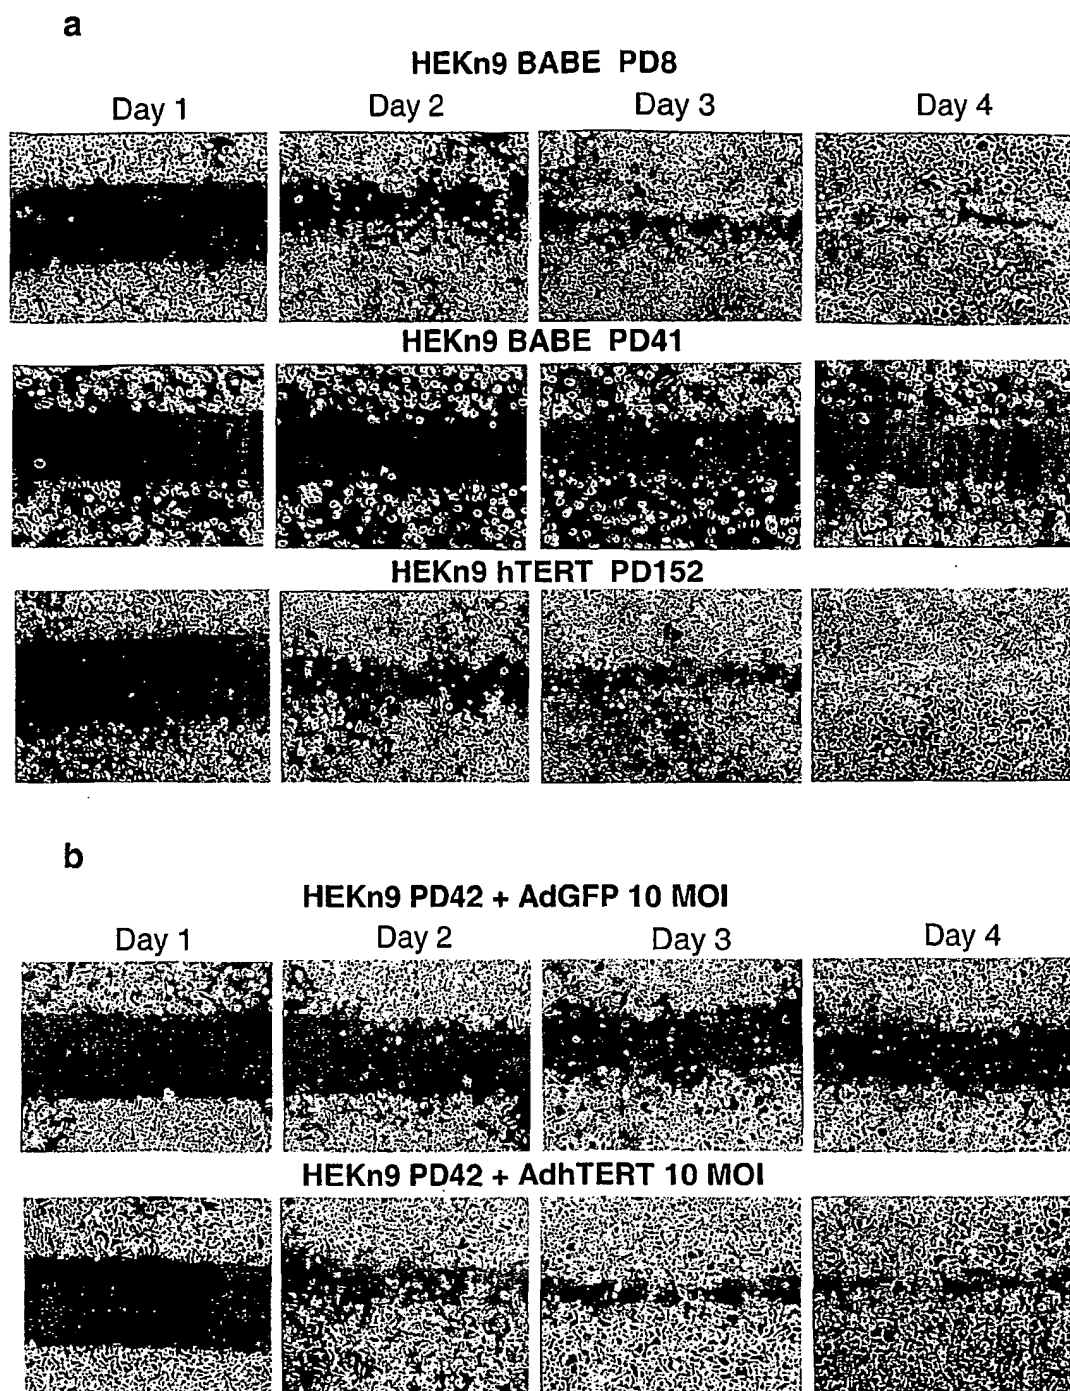 a
HEKn9 BABE PD8
Day 1 Day 2 Day 3 Day 4
HEKn9 BABE PD41
HEKn9 hTERT PD152
b
HEKn9 PD42 + AdGFP 10 MOI
Day 1 Day 2 Day 3 Day 4
HEKn9 PD42 + AdhTERT 10 MOI